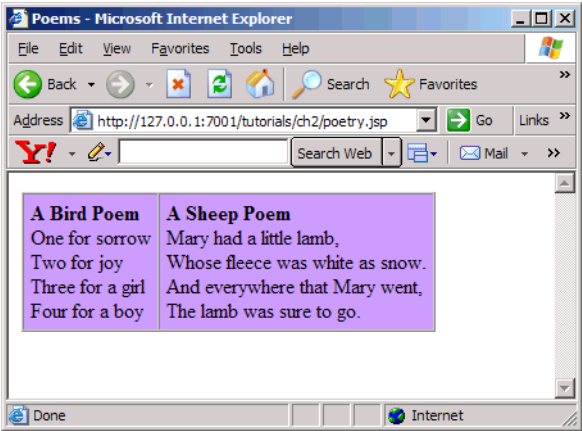 Poems - Microsoft Internet Explorer
File Edit View Favorites Tools Help
Back Search Favorites »
Address http://127.0.0.1:7001/tutorials/ch2/poetry.jsp Go Links »
Y! Search Web Mail »
A Bird Poem
One for sorrow
Two for joy
Three for a girl
Four for a boy
A Sheep Poem
Mary had a little lamb,
Whose fleece was white as snow.
And everywhere that Mary went,
The lamb was sure to go.
Done Internet